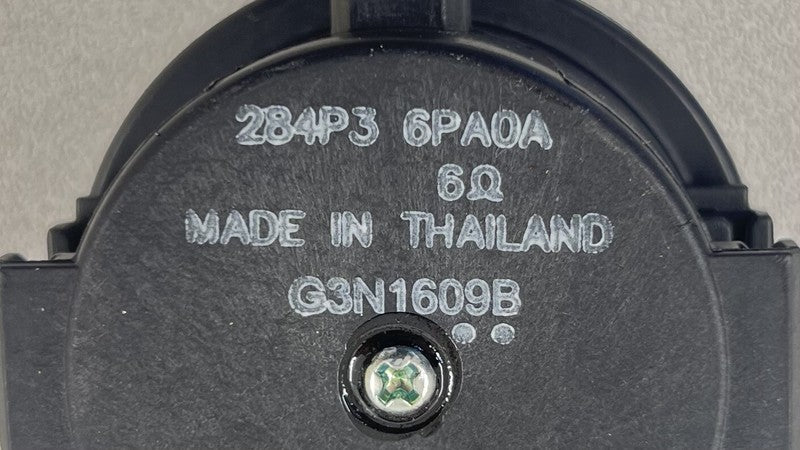 284P3 6PA0A
6Ω
MADE IN THAILAND
G3N1609B